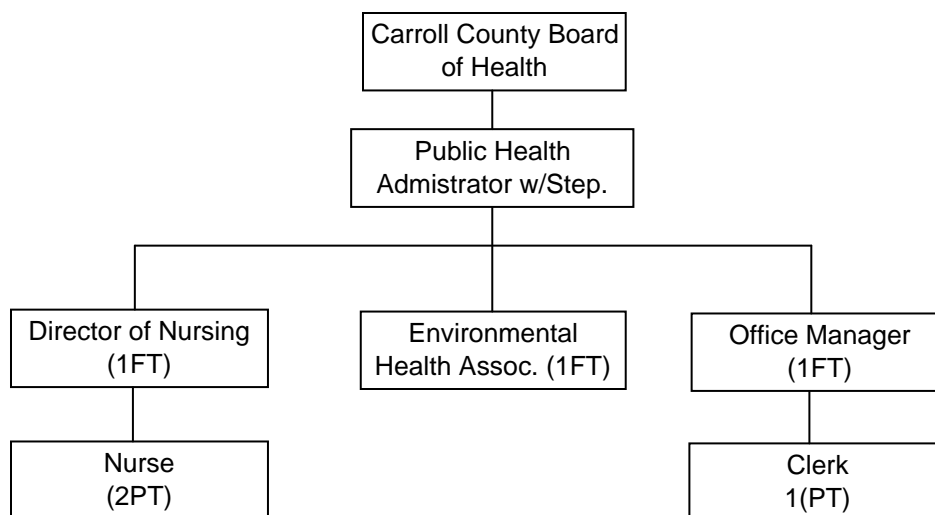 Carroll County Board
of Health
Public Health
Admistrator w/Step.
Director of Nursing
(1FT)
Environmental
Health Assoc. (1FT)
Office Manager
(1FT)
Nurse
(2PT)
Clerk
1(PT)